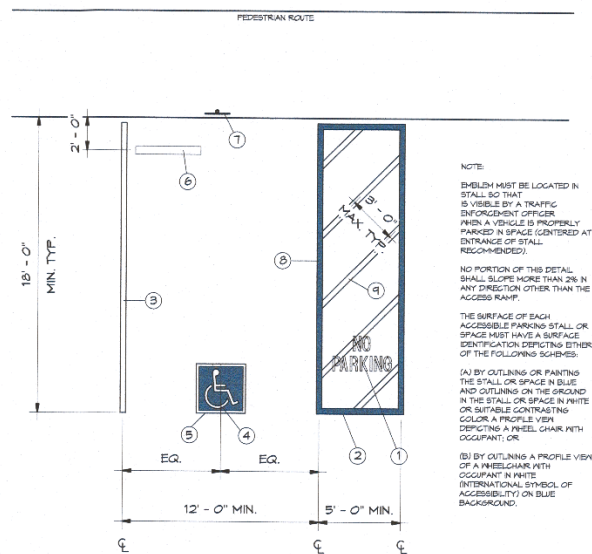 PEDESTRIAN ROUTE
2' - 0"
7
6
18' - 0"
MIN. TYP.
3
8
3' - 0"
MAX. TYP.
9
NO
PARKING
5
4
2
1
EQ.
EQ.
12' - 0" MIN.
5' - 0" MIN.
℄
℄
℄
NOTE:
EMBLEM MUST BE LOCATED IN
STALL SO THAT
IS VISIBLE BY A TRAFFIC
ENFORCEMENT OFFICER
WHEN A VEHICLE IS PROPERLY
PARKED IN SPACE (CENTERED AT
ENTRANCE OF STALL
RECOMMENDED).
NO PORTION OF THIS DETAIL
SHALL SLOPE MORE THAN 2% IN
ANY DIRECTION OTHER THAN THE
ACCESS RAMP.
THE SURFACE OF EACH
ACCESSIBLE PARKING STALL OR
SPACE MUST HAVE A SURFACE
IDENTIFICATION DEPICTING EITHER
OF THE FOLLOWING SCHEMES:
(A) BY OUTLINING OR PAINTING
THE STALL OR SPACE IN BLUE
AND OUTLINING ON THE GROUND
IN THE STALL OR SPACE IN WHITE
OR SUITABLE CONTRASTING
COLOR A PROFILE VIEW
DEPICTING A WHEEL CHAIR WITH
OCCUPANT; OR
(B) BY OUTLINING A PROFILE VIEW
OF A WHEELCHAIR WITH
OCCUPANT IN WHITE
(INTERNATIONAL SYMBOL OF
ACCESSIBILITY) ON BLUE
BACKGROUND.